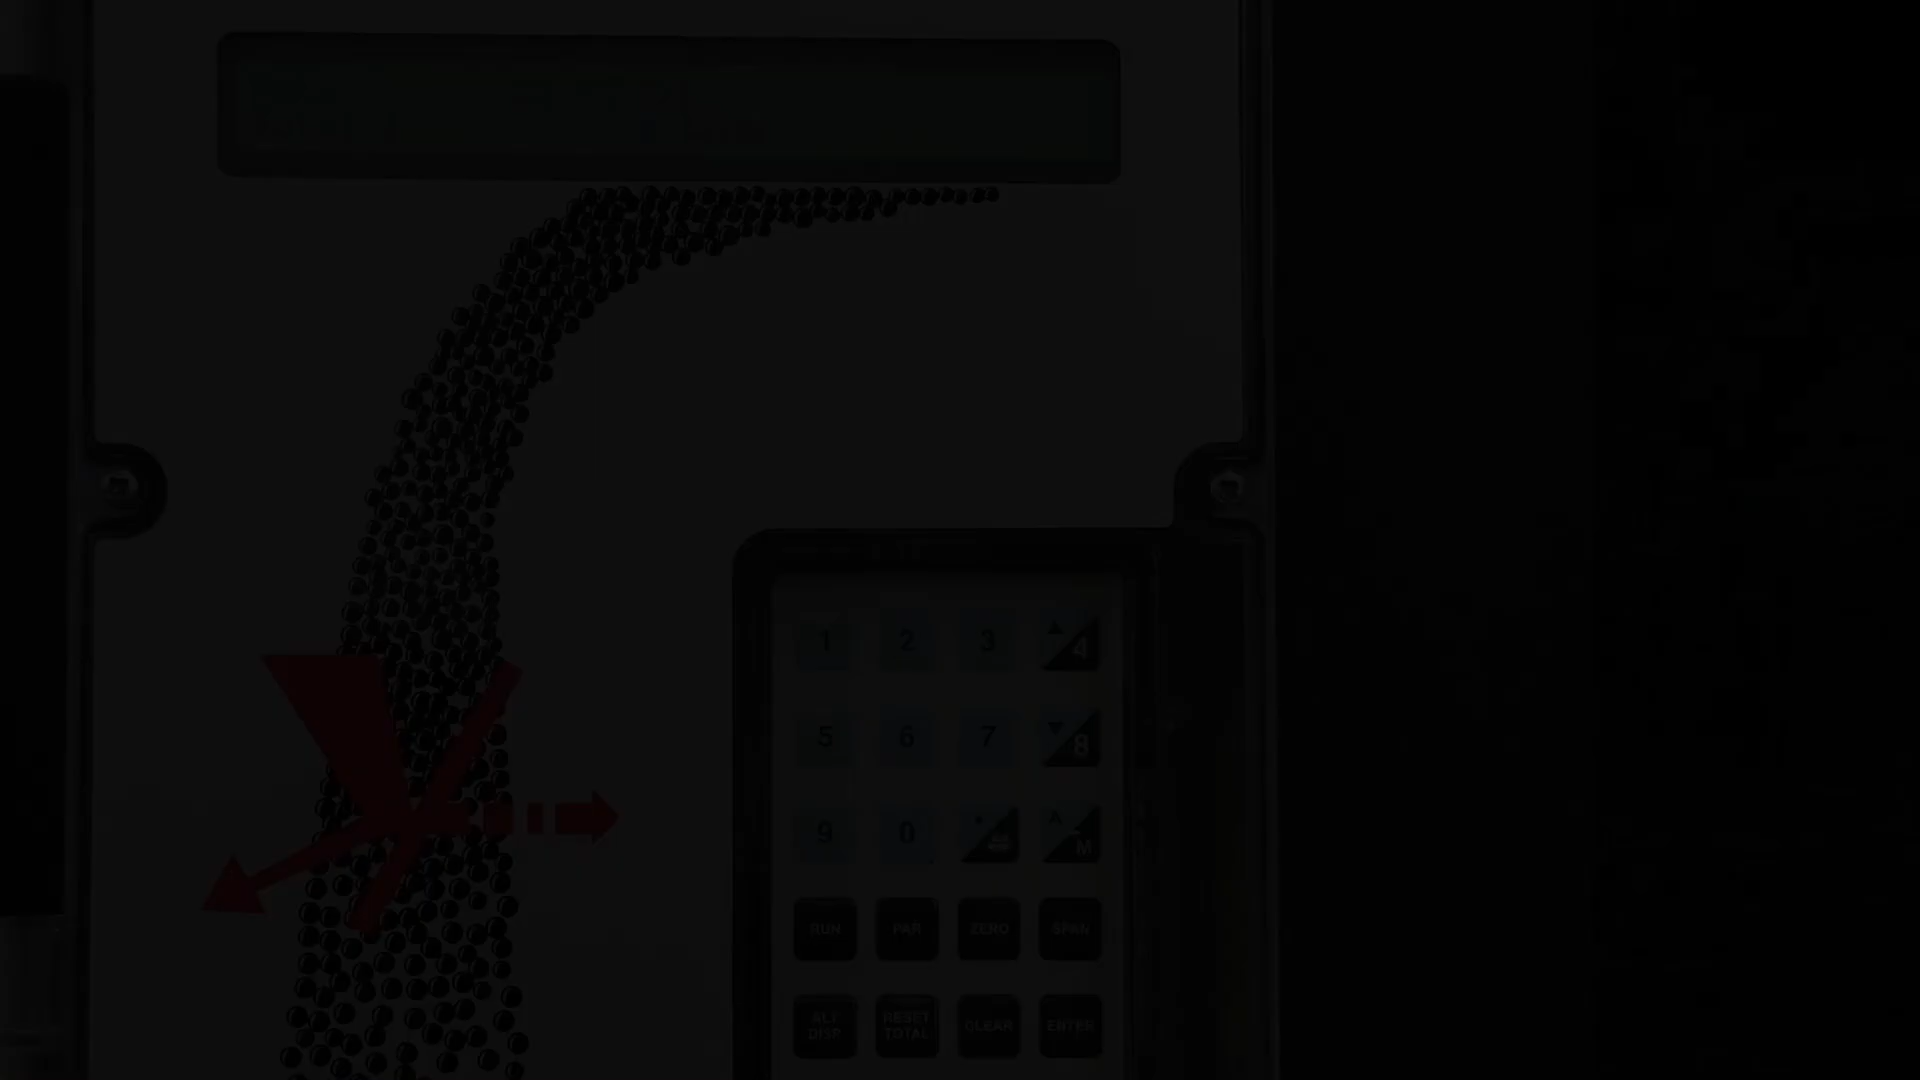 1 2 3 4
5 6 7 8
9 0 M
RUN PAR ZERO SPAN
ALT DISP RESET TOTAL CLEAR ENTER